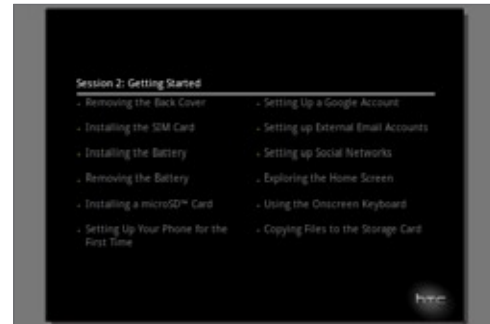 Session 2: Getting Started
- Removing the Back Cover
- Installing the SIM Card
- Installing the Battery
- Removing the Battery
- Installing a microSD™ Card
- Setting Up Your Phone for the
First Time
- Setting Up a Google Account
- Setting up External Email Accounts
- Setting up Social Networks
- Exploring the Home Screen
- Using the Onscreen Keyboard
- Copying Files to the Storage Card
htc